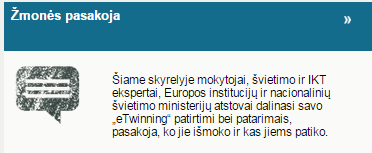 Žmonės pasakoja »
Šiame skyrelyje mokytojai, švietimo ir IKT
ekspertai, Europos institucijų ir nacionalinių
švietimo ministerijų atstovai dalinasi savo
„eTwinning“ patirtimi bei patarimais,
pasakoja, ko jie išmoko ir kas jiems patiko.